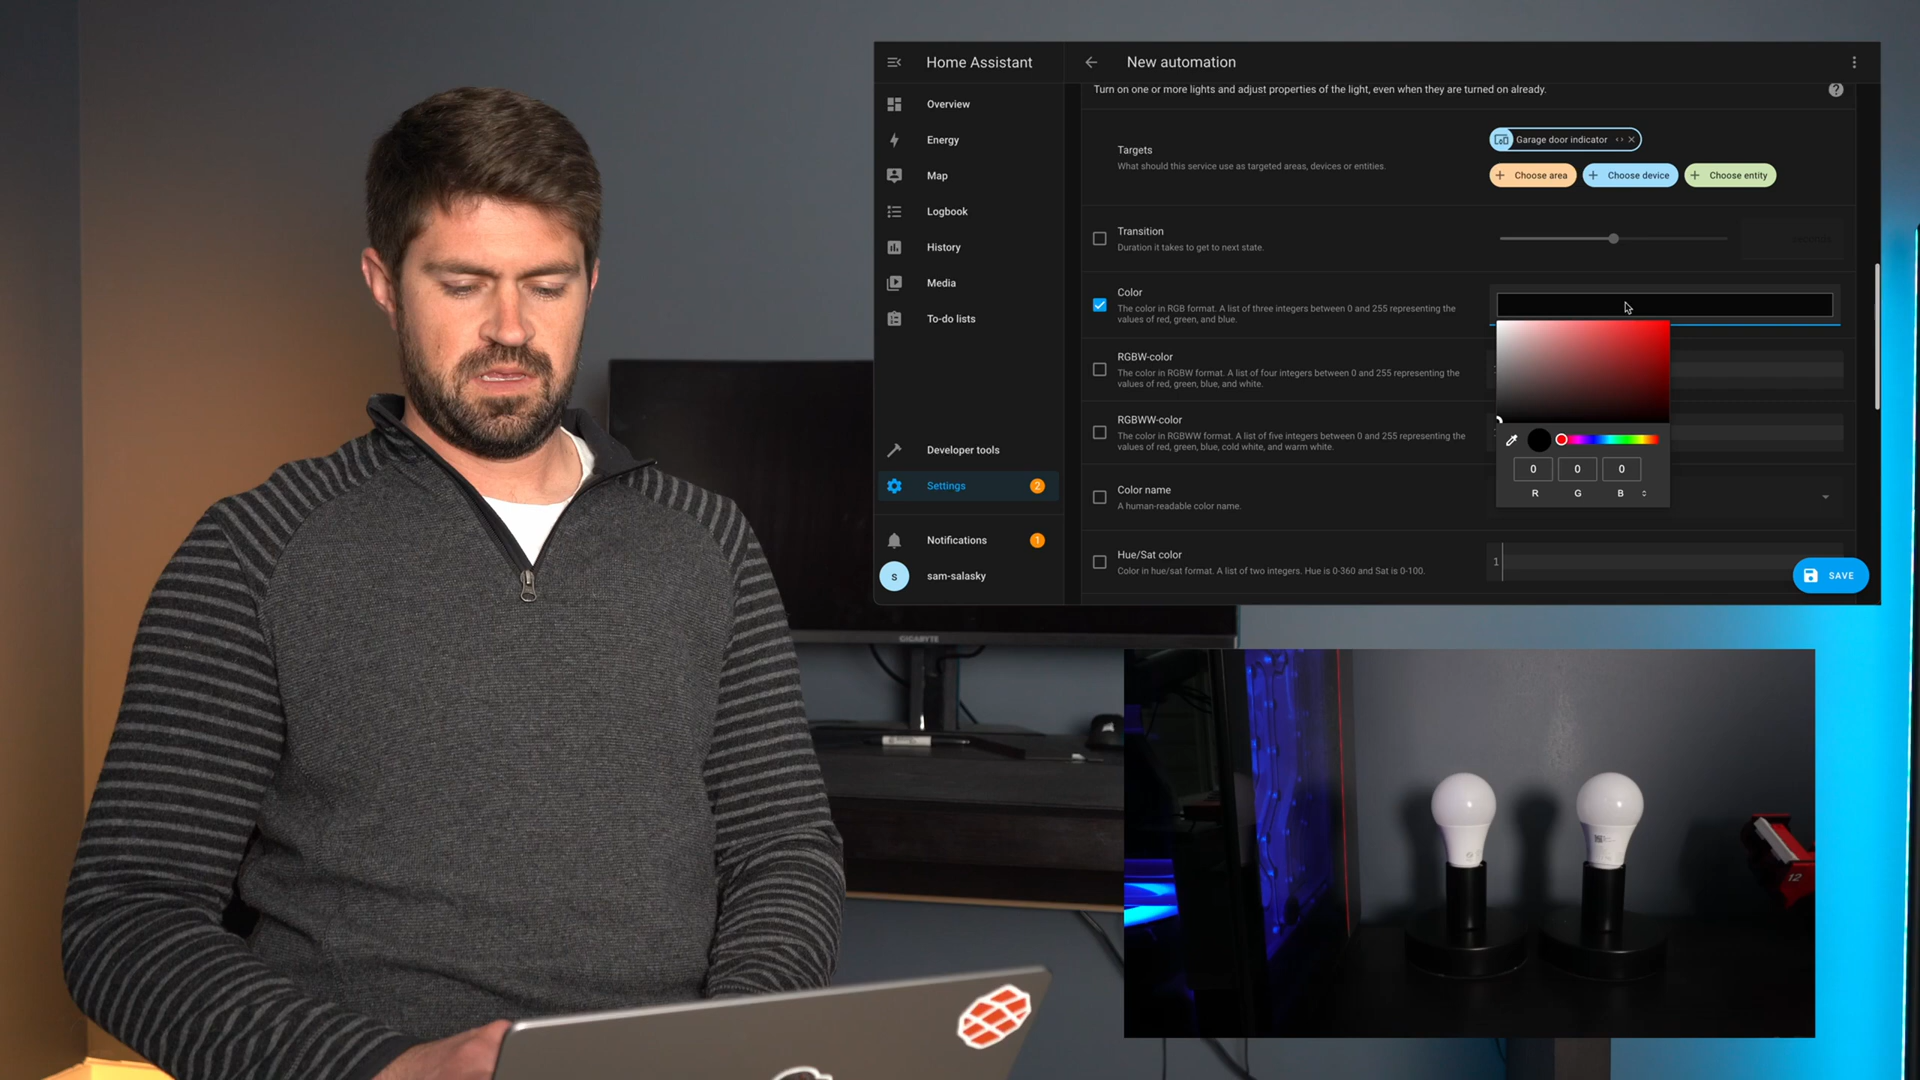 Home Assistant
New automation
Turn on one or more lights and adjust properties of the light, even when they are turned on already.
Overview
Energy
Map
Logbook
History
Media
To-do lists
Developer tools
Settings
2
Notifications
1
s
sam-salasky
Targets
What should this service use as targeted areas, devices or entities.
Garage door indicator
Choose area
Choose device
Choose entity
Transition
Duration it takes to get to next state.
Color
The color in RGB format. A list of three integers between 0 and 255 representing the
values of red, green, and blue.
RGBW-color
The color in RGBW format. A list of four integers between 0 and 255 representing the
values of red, green, blue, and white.
RGBWW-color
The color in RGBWW format. A list of five integers between 0 and 255 representing the
values of red, green, blue, cold white, and warm white.
0 0 0
R G B
Color name
A human-readable color name.
Hue/Sat color
Color in hue/sat format. A list of two integers. Hue is 0-360 and Sat is 0-100.
1
SAVE
GIGABYTE
12